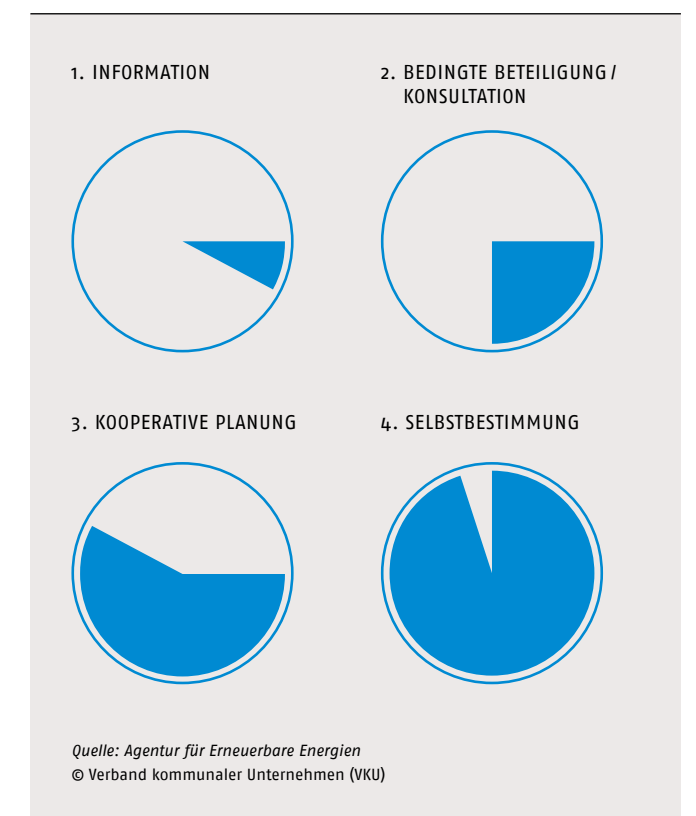 1. INFORMATION
2. BEDINGTE BETEILIGUNG /
KONSULTATION
3. KOOPERATIVE PLANUNG
4. SELBSTBESTIMMUNG
Quelle: Agentur für Erneuerbare Energien
© Verband kommunaler Unternehmen (VKU)